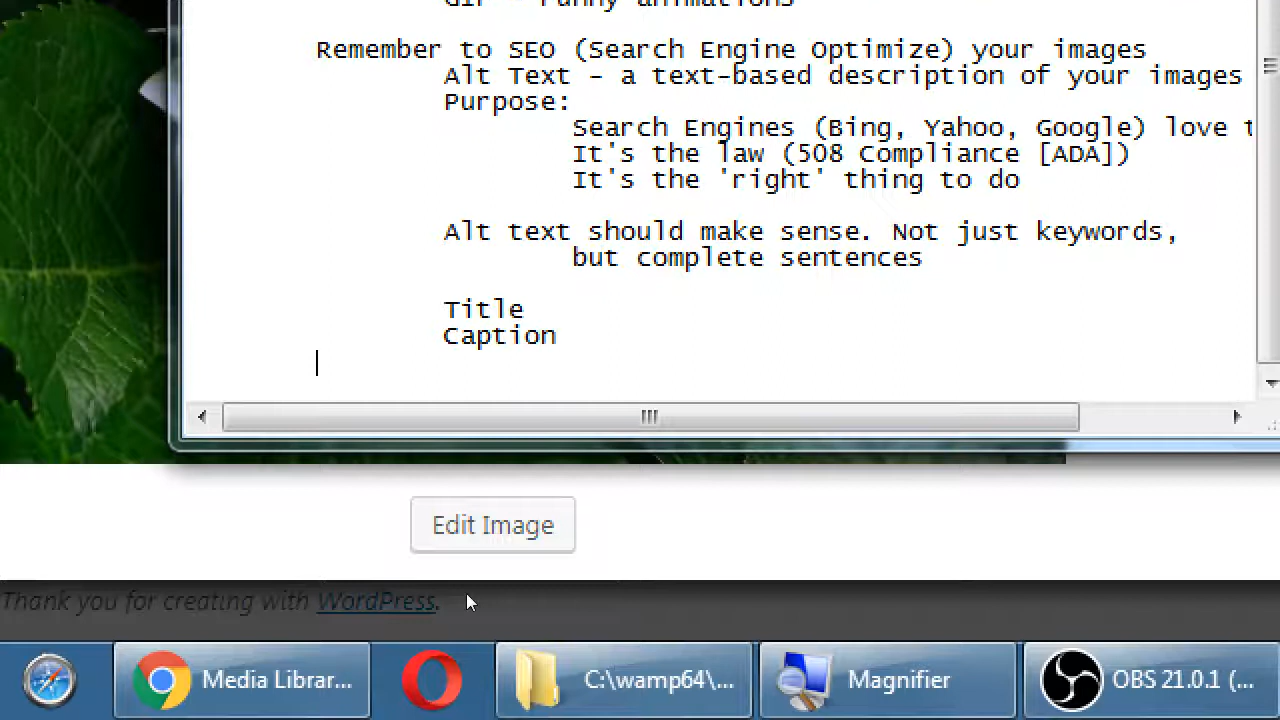 GIF - Funny animations
Remember to SEO (Search Engine Optimize) your images
Alt Text - a text-based description of your images
Purpose:
Search Engines (Bing, Yahoo, Google) love
It's the law (508 Compliance [ADA])
It's the 'right' thing to do
Alt text should make sense. Not just keywords,
but complete sentences
Title
Caption
Edit Image
Thank you for creating with WordPress.
Media Librar...
C:\wamp64\...
Magnifier
OBS 21.0.1 (...